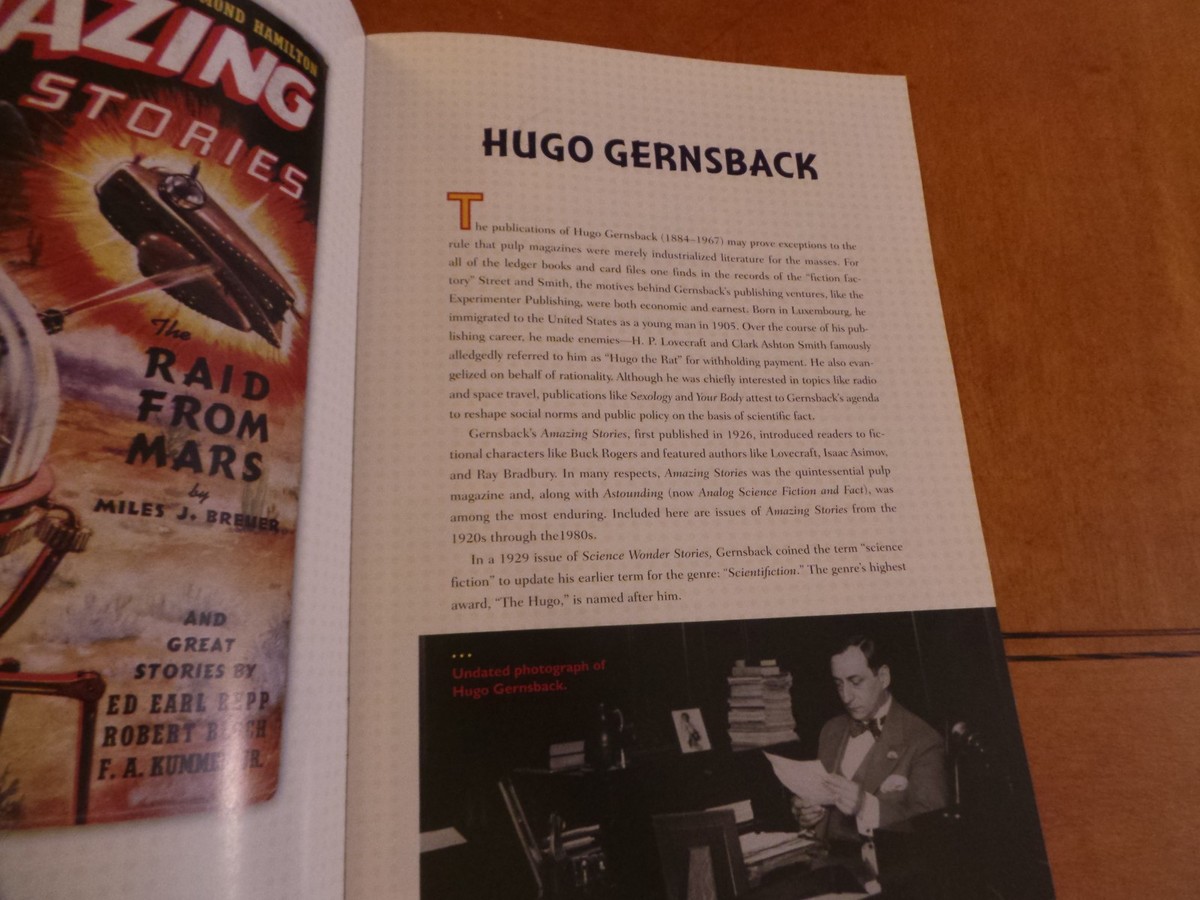 MOND HAMILTON
AZING
STORIES
The
RAID
FROM
MARS
by
MILES J. BREUER
AND
GREAT
STORIES BY
ED EARL REPP
ROBERT
F. A.
HUGO GERNSBACK
The publications of Hugo Gernsback (1884–1967) may prove exceptions to the
rule that pulp magazines were merely industrialized literature for the masses. For
all of the ledger books and card files one finds in the records of the "fiction fac-
tory" Street and Smith, the motives behind Gernsback's publishing ventures, like the
Experimenter Publishing, were both economic and earnest. Born in Luxembourg, he
immigrated to the United States as a young man in 1905. Over the course of his pub-
lishing career, he made enemies—H. P. Lovecraft and Clark Ashton Smith famously
alledgedly referred to him as "Hugo the Rat" for withholding payment. He also evan-
gelized on behalf of rationality. Although he was chiefly interested in topics like radio
and space travel, publications like Sexology and Your Body attest to Gernsback's agenda
to reshape social norms and public policy on the basis of scientific fact.
Gernsback's Amazing Stories, first published in 1926, introduced readers to fic-
tional characters like Buck Rogers and featured authors like Lovecraft, Isaac Asimov,
and Ray Bradbury. In many respects, Amazing Stories was the quintessential pulp
magazine and, along with Astounding (now Analog Science Fiction and Fact), was
among the most enduring. Included here are issues of Amazing Stories from the
1920s through the1980s.
In a 1929 issue of Science Wonder Stories, Gernsback coined the term "science
fiction" to update his earlier term for the genre: "Scientifiction." The genre's highest
award, "The Hugo," is named after him.
Undated photograph of
Hugo Gernsback.